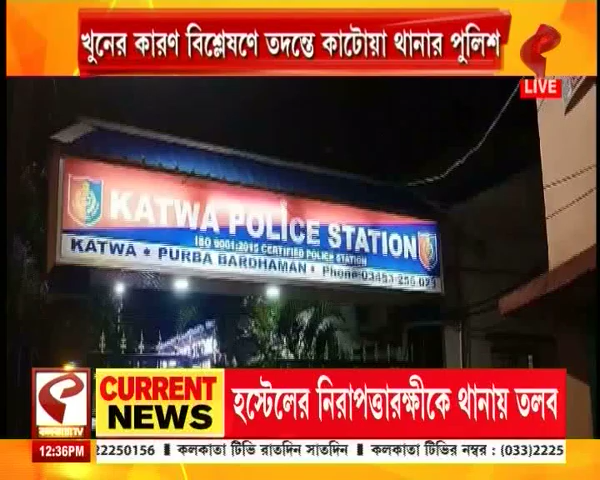 খুনের কারণ বিশ্লেষণে তদন্তে কাটোয়া থানার পুলিশ
LIVE
KATWA POLICE STATION
ISO 9001:2015 CERTIFIED POLICE STATION
KATWA • PURBA BARDHAMAN • Phone:03453-256 023
CURRENT NEWS
হস্টেলের নিরাপত্তারক্ষীকে থানায় তলব
12:36PM
22250156 | কলকাতা টিভি রাতদিন সাতদিন | কলকাতা টিভির নম্বর : (033)2225